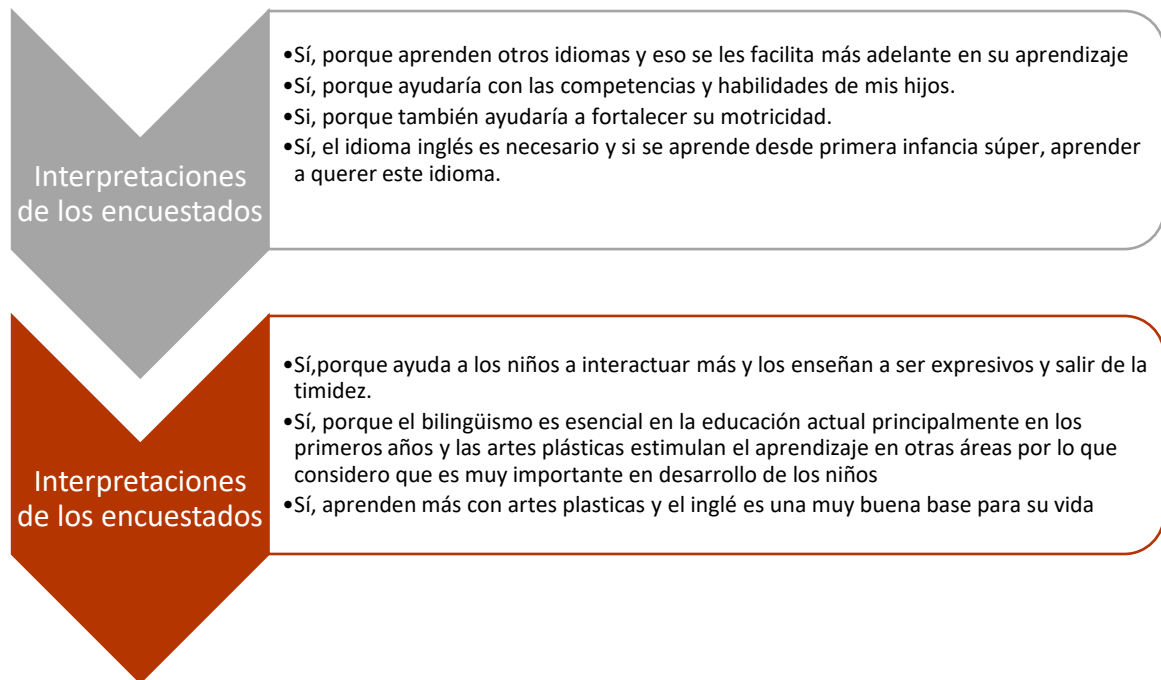 Interpretaciones
de los encuestados
•Sí, porque aprenden otros idiomas y eso se les facilita más adelante en su aprendizaje
•Sí, porque ayudaría con las competencias y habilidades de mis hijos.
•Si, porque también ayudaría a fortalecer su motricidad.
•Sí, el idioma inglés es necesario y si se aprende desde primera infancia súper, aprender
a querer este idioma.
Interpretaciones
de los encuestados
•Sí,porque ayuda a los niños a interactuar más y los enseñan a ser expresivos y salir de la
timidez.
•Sí, porque el bilingüismo es esencial en la educación actual principalmente en los
primeros años y las artes plásticas estimulan el aprendizaje en otras áreas por lo que
considero que es muy importante en desarrollo de los niños
•Sí, aprenden más con artes plasticas y el inglé es una muy buena base para su vida